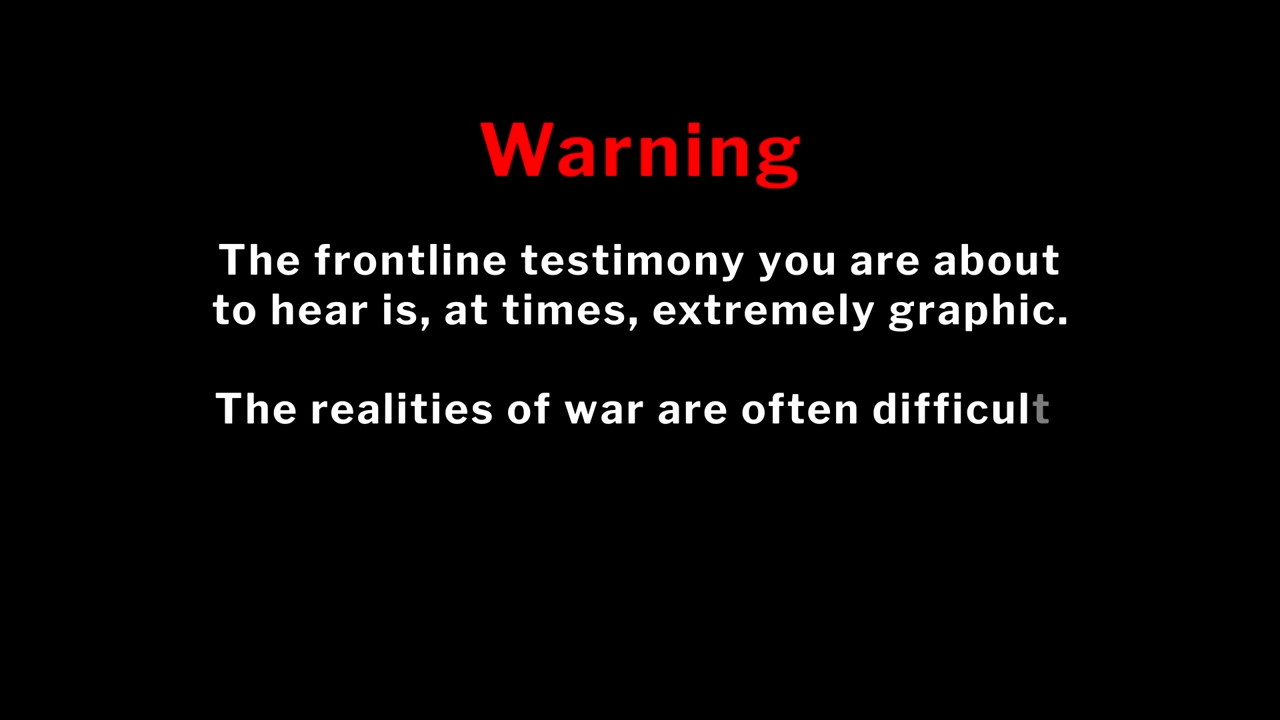 Warning
The frontline testimony you are about
to hear is, at times, extremely graphic.
The realities of war are often difficult